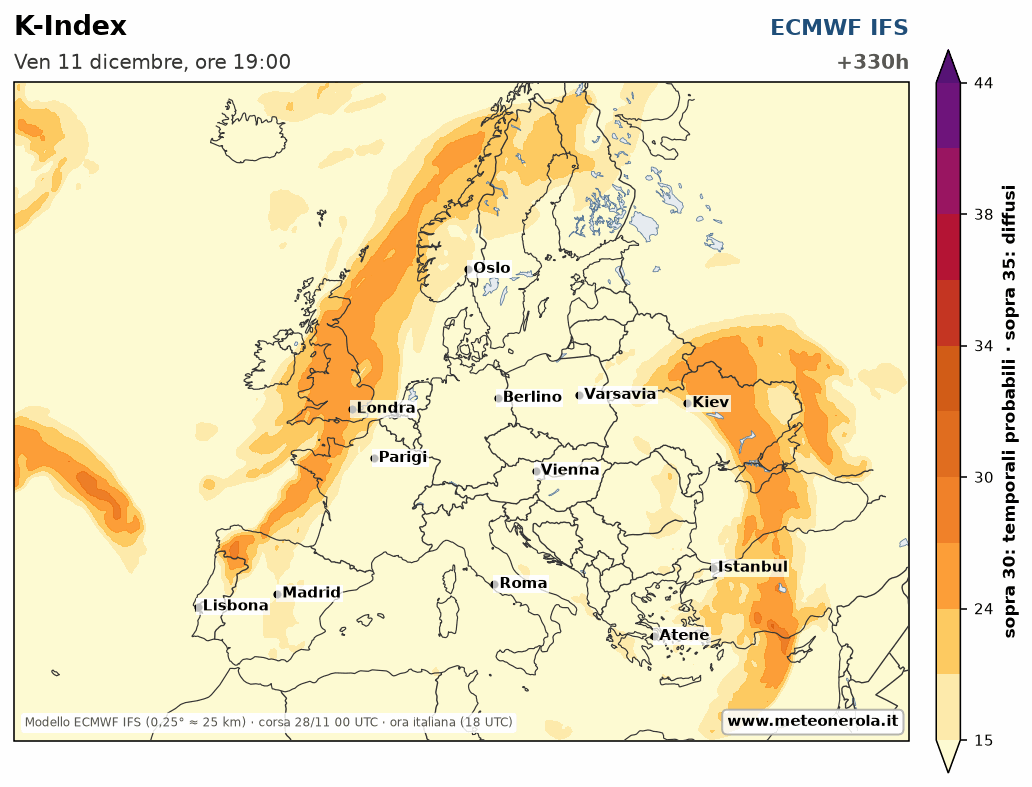 K-Index
ECMWF IFS
Ven 11 dicembre, ore 19:00
+330h
44
38
34
30
24
15
sopra 30: temporali probabili · sopra 35: diffusi
Oslo
Londra
Berlino
Varsavia
Kiev
Parigi
Vienna
Istanbul
Roma
Madrid
Lisbona
Atene
Modello ECMWF IFS (0,25° ≈ 25 km) · corsa 28/11 00 UTC · ora italiana (18 UTC)
www.meteonerola.it